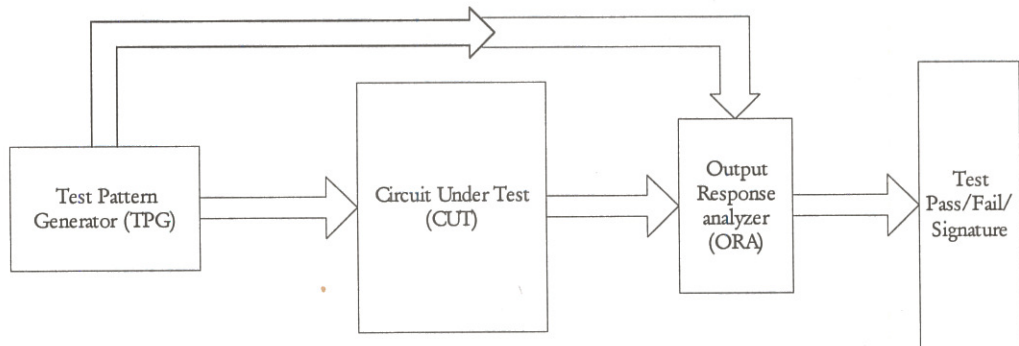 Test Pattern
Generator (TPG)
Circuit Under Test
(CUT)
Output
Response
analyzer
(ORA)
Test
Pass/Fail/
Signature